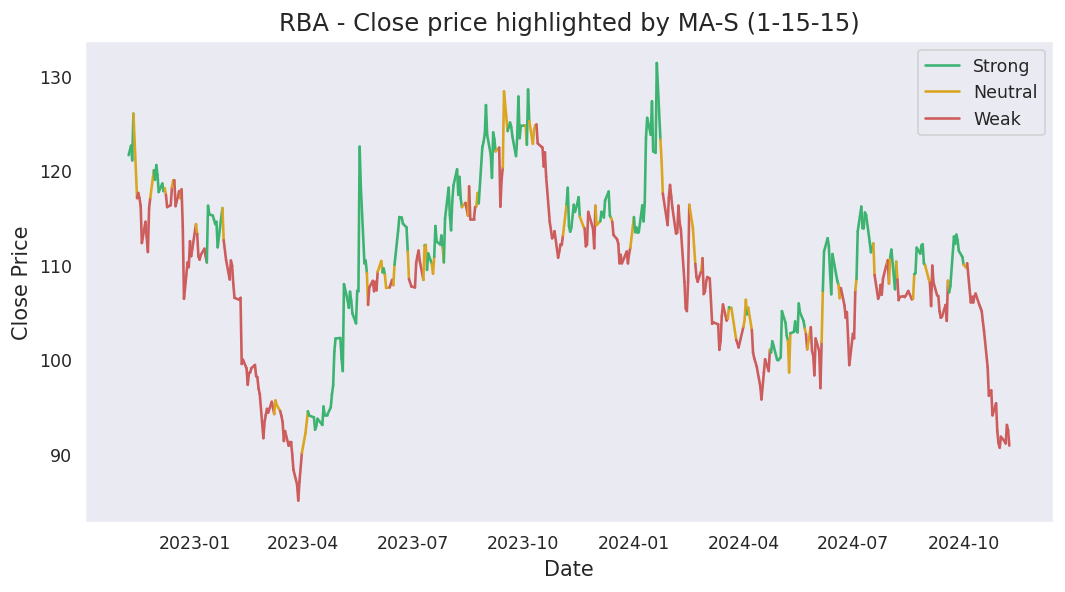 RBA - Close price highlighted by MA-S (1-15-15)
Strong
Neutral
Weak
Close Price
130
120
110
100
90
2023-01 2023-04 2023-07 2023-10 2024-01 2024-04 2024-07 2024-10
Date